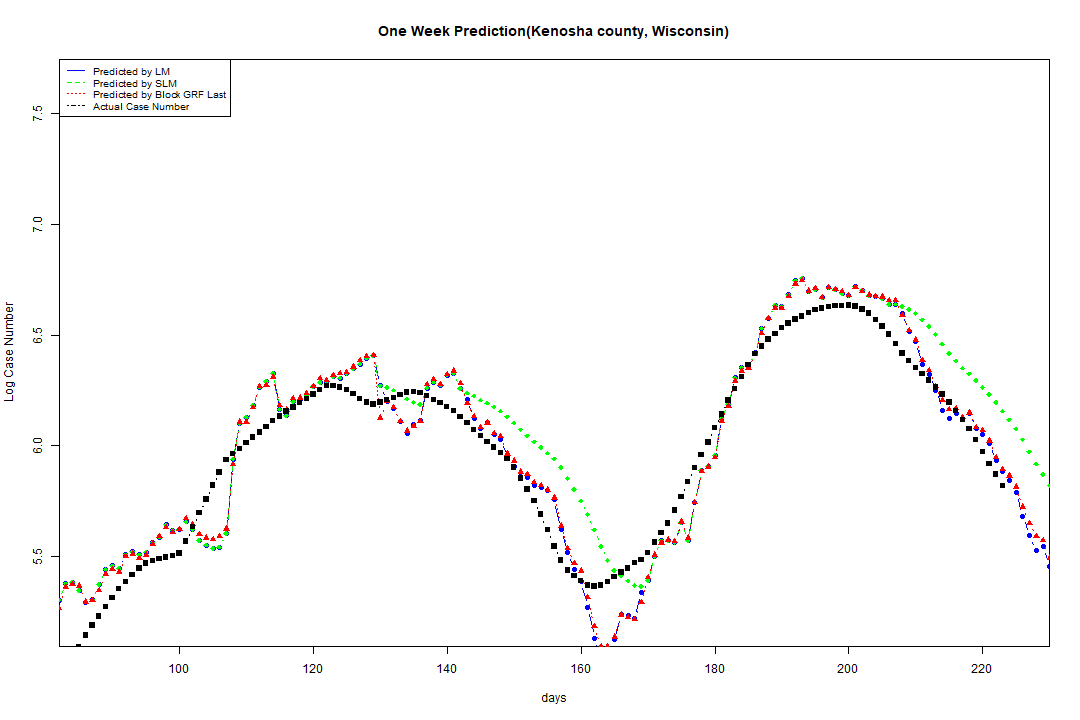 One Week Prediction(Kenosha county, Wisconsin)
Predicted by LM
Predicted by SLM
Predicted by Block GRF Last
Actual Case Number
7.5
7.0
6.5
6.0
5.5
Log Case Number
100 120 140 160 180 200 220
days